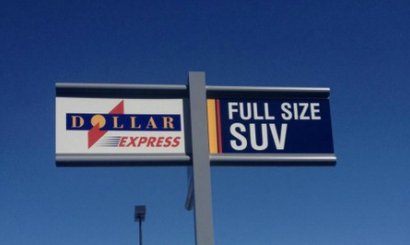 DOLLAR
EXPRESS
FULL SIZE
SUV